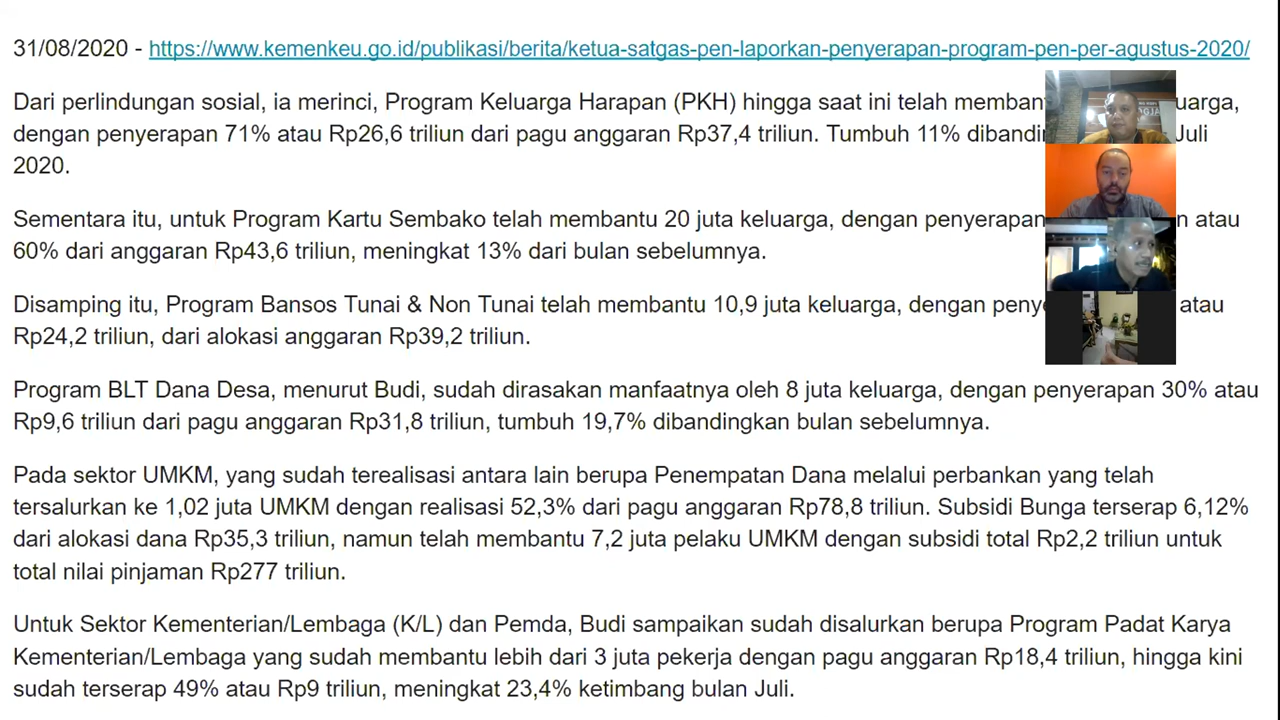 31/08/2020 - https://www.kemenkeu.go.id/publikasi/berita/ketua-satgas-pen-laporkan-penyerapan-program-pen-per-agustus-2020/
Dari perlindungan sosial, ia merinci, Program Keluarga Harapan (PKH) hingga saat ini telah
dengan penyerapan 71% atau Rp26,6 triliun dari pagu anggaran Rp37,4 triliun. Tumbuh 11% Juli
2020.
Sementara itu, untuk Program Kartu Sembako telah membantu 20 juta keluarga, dengan penyerapan atau
60% dari anggaran Rp43,6 triliun, meningkat 13% dari bulan sebelumnya.
Disamping itu, Program Bansos Tunai & Non Tunai telah membantu 10,9 juta keluarga, dengan atau
Rp24,2 triliun, dari alokasi anggaran Rp39,2 triliun.
Program BLT Dana Desa, menurut Budi, sudah dirasakan manfaatnya oleh 8 juta keluarga, dengan penyerapan 30% atau
Rp9,6 triliun dari pagu anggaran Rp31,8 triliun, tumbuh 19,7% dibandingkan bulan sebelumnya.
Pada sektor UMKM, yang sudah terealisasi antara lain berupa Penempatan Dana melalui perbankan yang telah
tersalurkan ke 1,02 juta UMKM dengan realisasi 52,3% dari pagu anggaran Rp78,8 triliun. Subsidi Bunga terserap 6,12%
dari alokasi dana Rp35,3 triliun, namun telah membantu 7,2 juta pelaku UMKM dengan subsidi total Rp2,2 triliun untuk
total nilai pinjaman Rp277 triliun.
Untuk Sektor Kementerian/Lembaga (K/L) dan Pemda, Budi sampaikan sudah disalurkan berupa Program Padat Karya
Kementerian/Lembaga yang sudah membantu lebih dari 3 juta pekerja dengan pagu anggaran Rp18,4 triliun, hingga kini
sudah terserap 49% atau Rp9 triliun, meningkat 23,4% ketimbang bulan Juli.